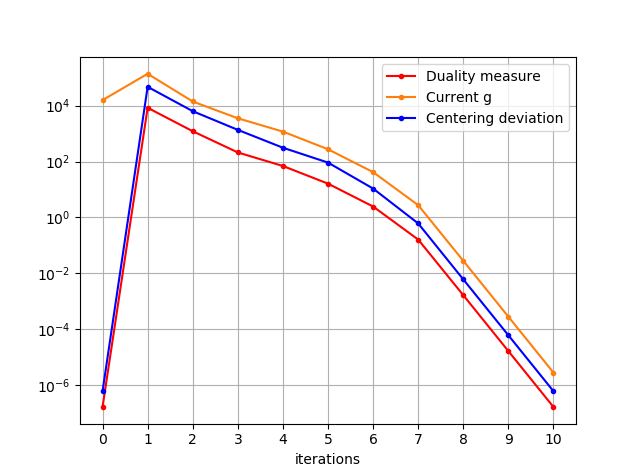 Duality measure
Current g
Centering deviation
10^4
10^2
10^0
10^−2
10^−4
10^−6
0 1 2 3 4 5 6 7 8 9 10
iterations